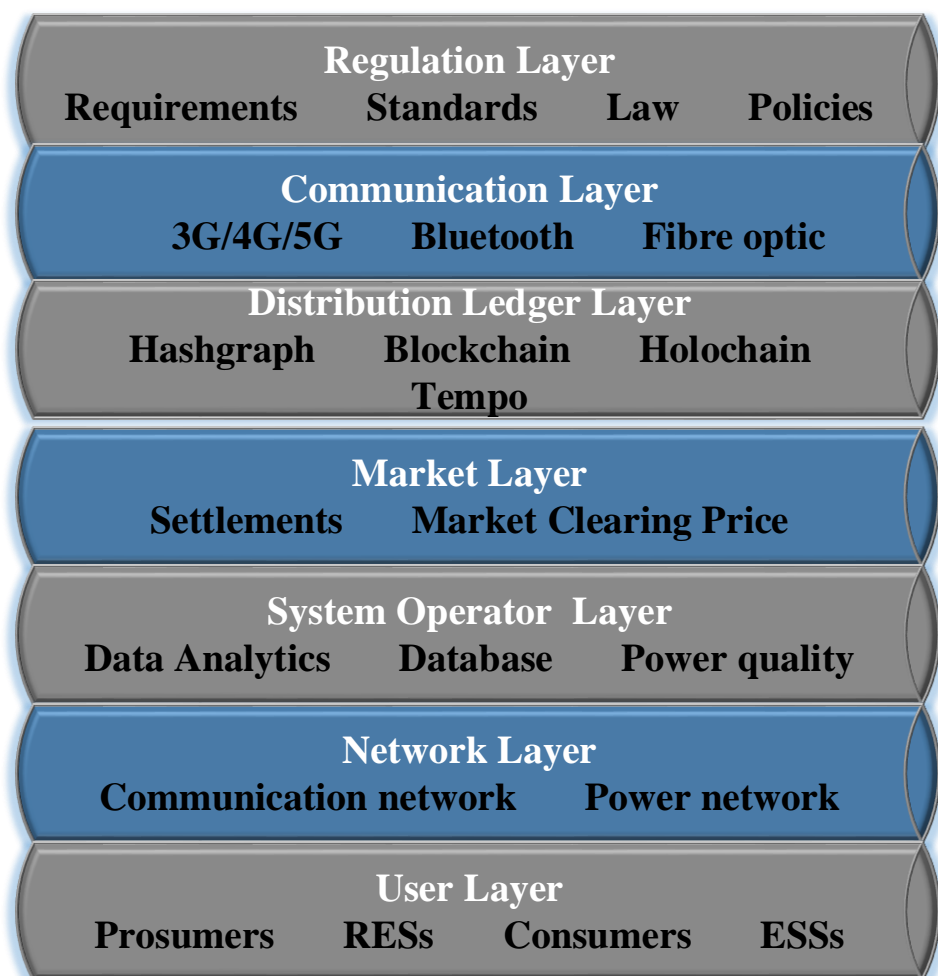 Regulation Layer
Requirements Standards Law Policies
Communication Layer
3G/4G/5G Bluetooth Fibre optic
Distribution Ledger Layer
Hashgraph Blockchain Holochain
Tempo
Market Layer
Settlements Market Clearing Price
System Operator Layer
Data Analytics Database Power quality
Network Layer
Communication network Power network
User Layer
Prosumers RESs Consumers ESSs